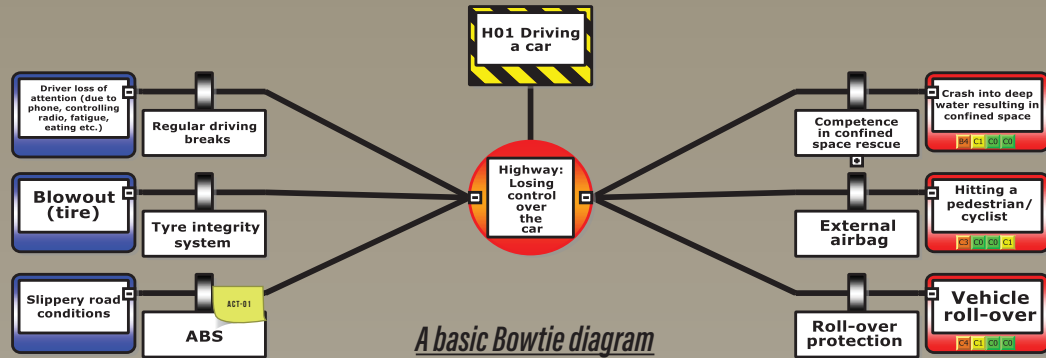 H01 Driving
a car
Driver loss of
attention (due to
phone, controlling
radio, fatigue,
eating etc.)
Regular driving
breaks
Blowout
(tire)
Tyre integrity
system
Slippery road
conditions
ACT-01
ABS
Highway:
Losing
control
over
the
car
Competence
in confined
space rescue
Crash into deep
water resulting in
confined space
B4 C1 C0 C0
External
airbag
Hitting a
pedestrian/
cyclist
C3 C0 C0 C1
Roll-over
protection
Vehicle
roll-over
C4 C1 C0 C0
A basic Bowtie diagram